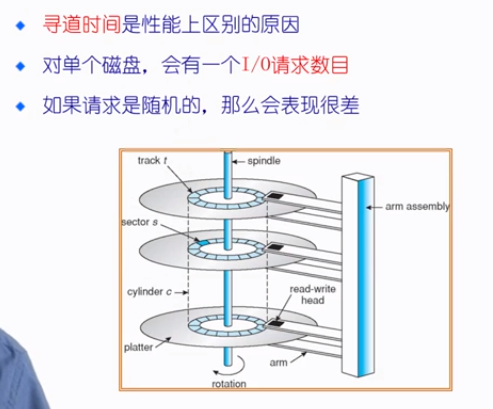 寻道时间是性能上区别的原因
对单个磁盘，会有一个I/O请求数目
如果请求是随机的，那么会表现很差
track t
spindle
arm assembly
sector s
cylinder c
read-write
head
platter
arm
rotation